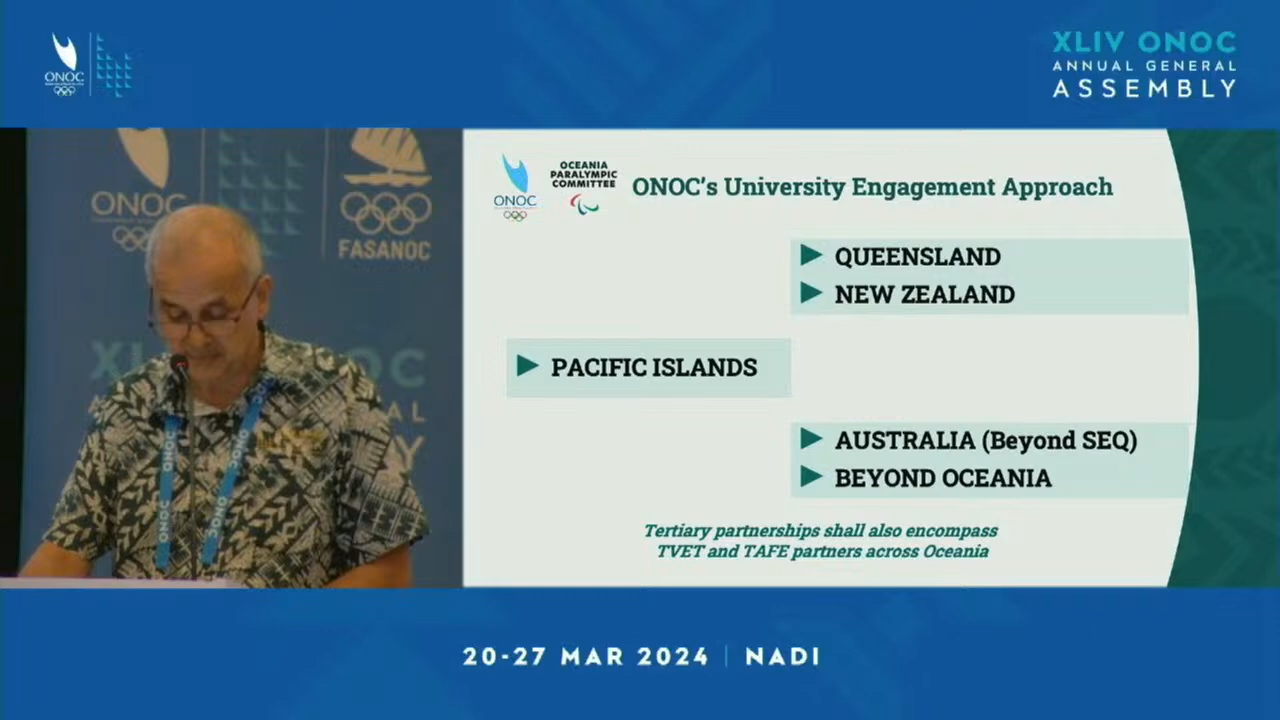 ONOC
XLIV ONOC
ANNUAL GENERAL
ASSEMBLY
ONOC
FASANOC
XLIV ONOC
ONOC
ONOC
ONOC
OCEANIA
PARALYMPIC
COMMITTEE
ONOC's University Engagement Approach
QUEENSLAND
NEW ZEALAND
PACIFIC ISLANDS
AUSTRALIA (Beyond SEQ)
BEYOND OCEANIA
Tertiary partnerships shall also encompass
TVET and TAFE partners across Oceania
20-27 MAR 2024 | NADI